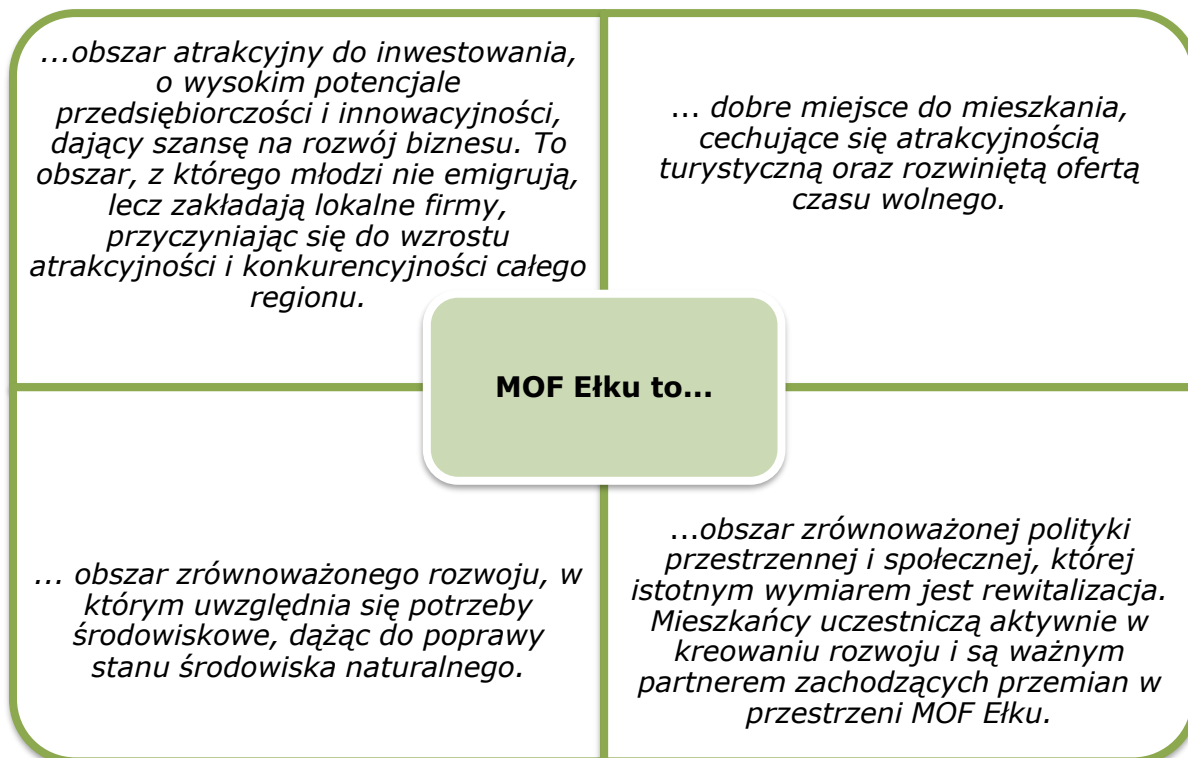 ...obszar atrakcyjny do inwestowania,
o wysokim potencjale
przedsiębiorczości i innowacyjności,
dający szansę na rozwój biznesu. To
obszar, z którego młodzi nie emigrują,
lecz zakładają lokalne firmy,
przyczyniając się do wzrostu
atrakcyjności i konkurencyjności całego
regionu.
... dobre miejsce do mieszkania,
cechujące się atrakcyjnością
turystyczną oraz rozwiniętą ofertą
czasu wolnego.
MOF Ełku to...
... obszar zrównoważonego rozwoju, w
którym uwzględnia się potrzeby
środowiskowe, dążąc do poprawy
stanu środowiska naturalnego.
...obszar zrównoważonej polityki
przestrzennej i społecznej, której
istotnym wymiarem jest rewitalizacja.
Mieszkańcy uczestniczą aktywnie w
kreowaniu rozwoju i są ważnym
partnerem zachodzących przemian w
przestrzeni MOF Ełku.